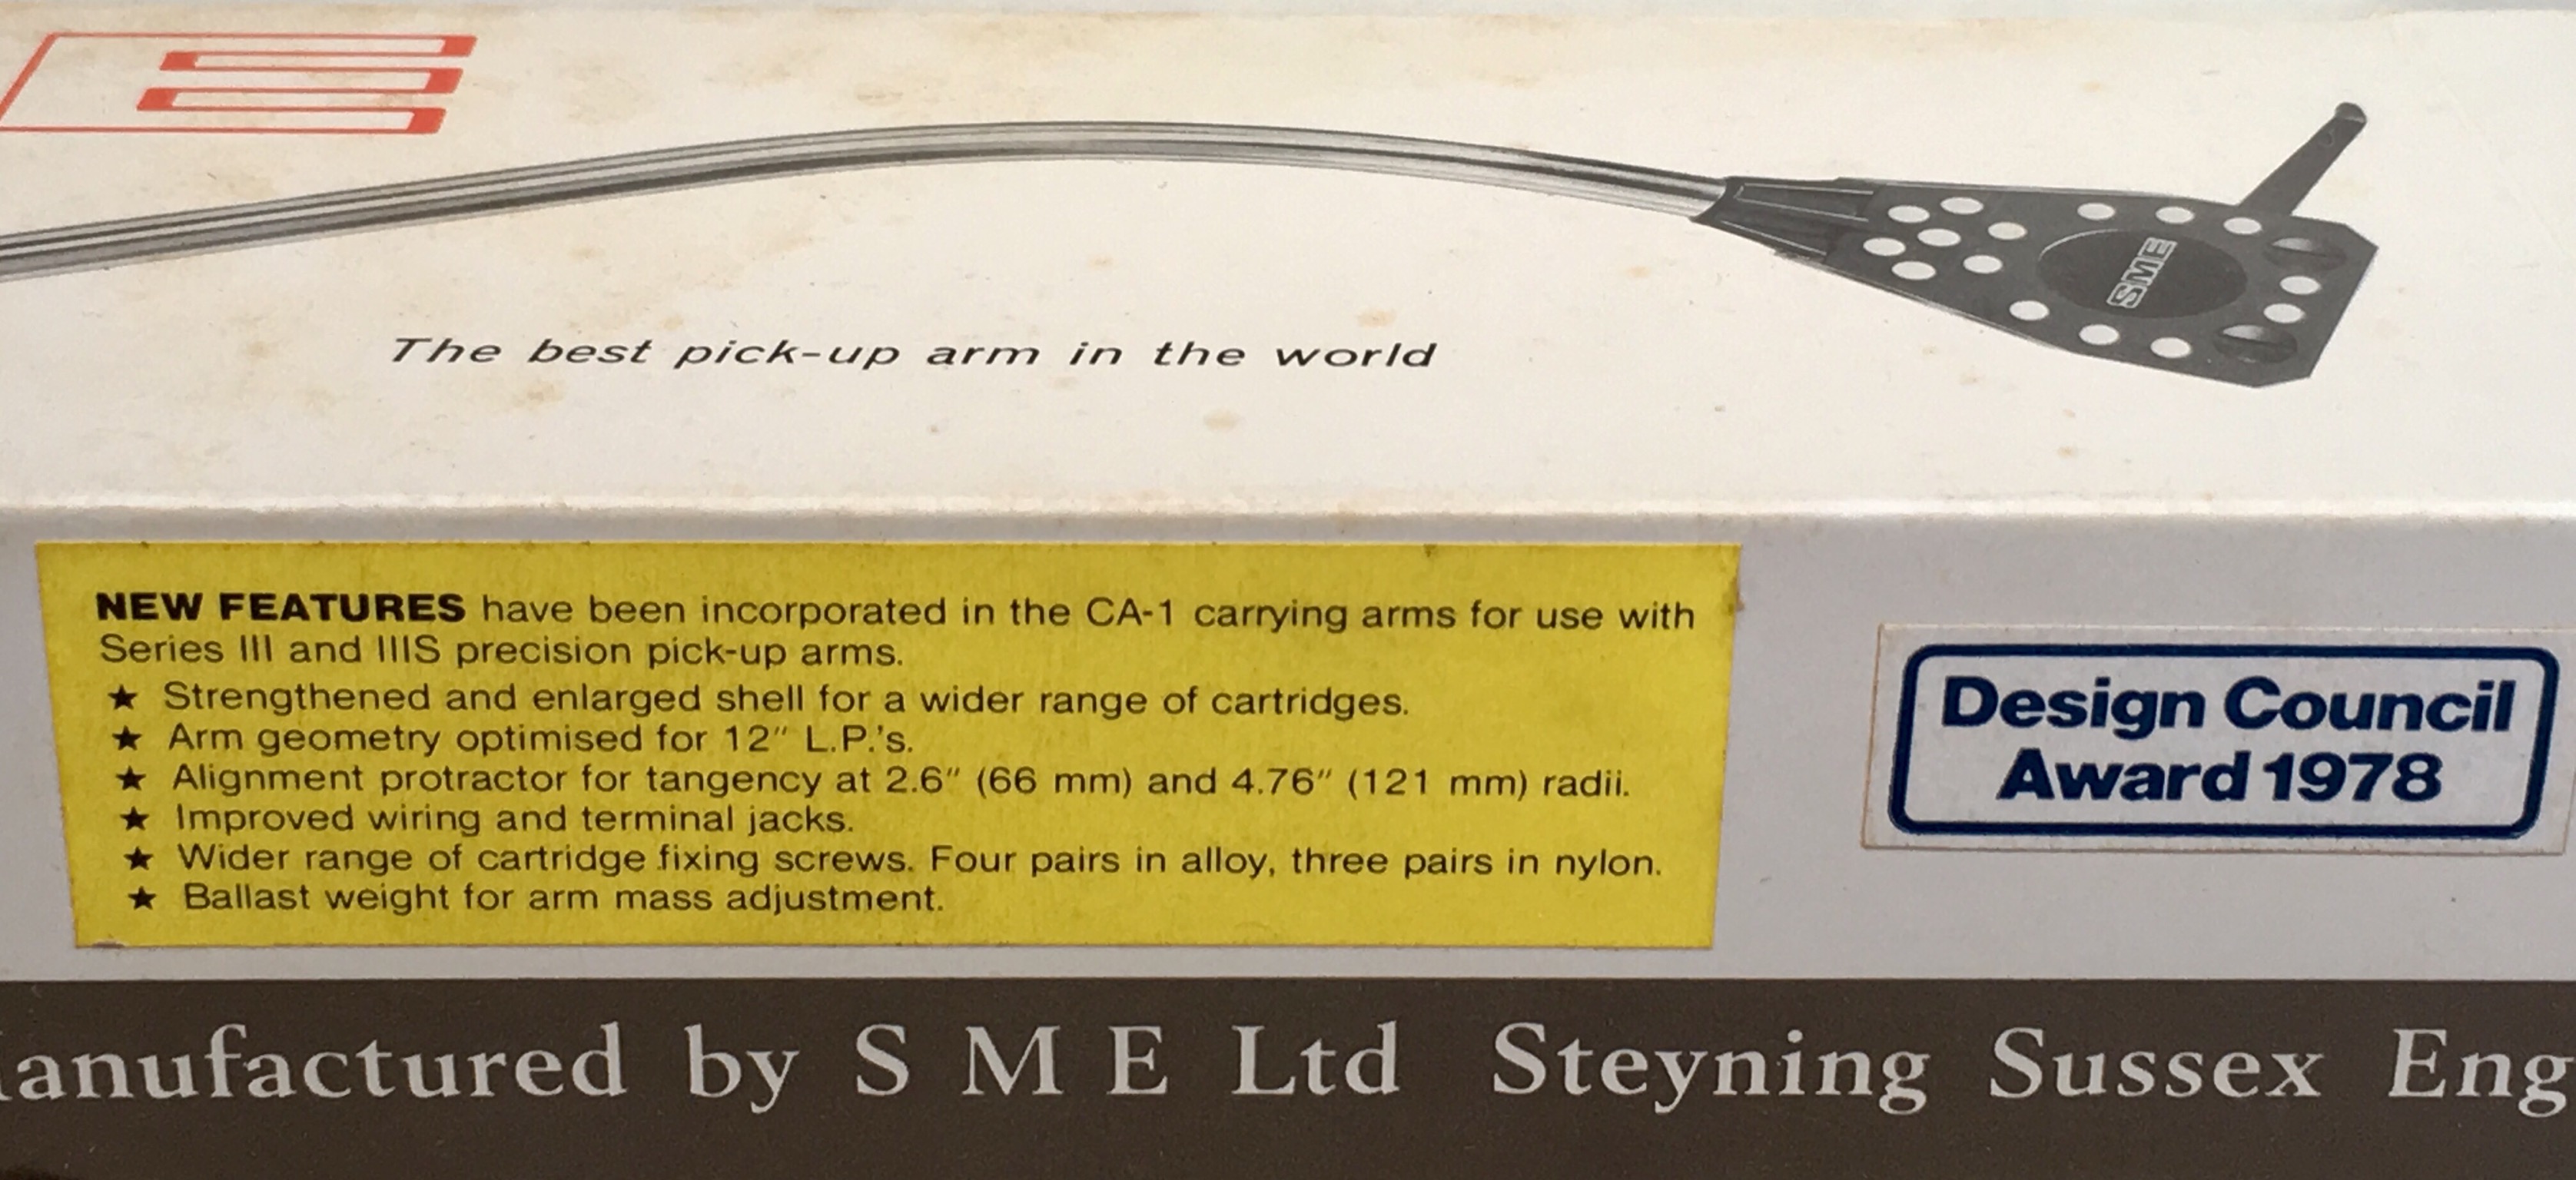 E
SME
The best pick-up arm in the world
NEW FEATURES have been incorporated in the CA-1 carrying arms for use with
Series III and IIIS precision pick-up arms.
★ Strengthened and enlarged shell for a wider range of cartridges.
★ Arm geometry optimised for 12" L.P.'s.
★ Alignment protractor for tangency at 2.6" (66 mm) and 4.76" (121 mm) radii.
★ Improved wiring and terminal jacks.
★ Wider range of cartridge fixing screws. Four pairs in alloy, three pairs in nylon.
★ Ballast weight for arm mass adjustment.
Design Council
Award 1978
anufactured by S M E Ltd Steyning Sussex Eng